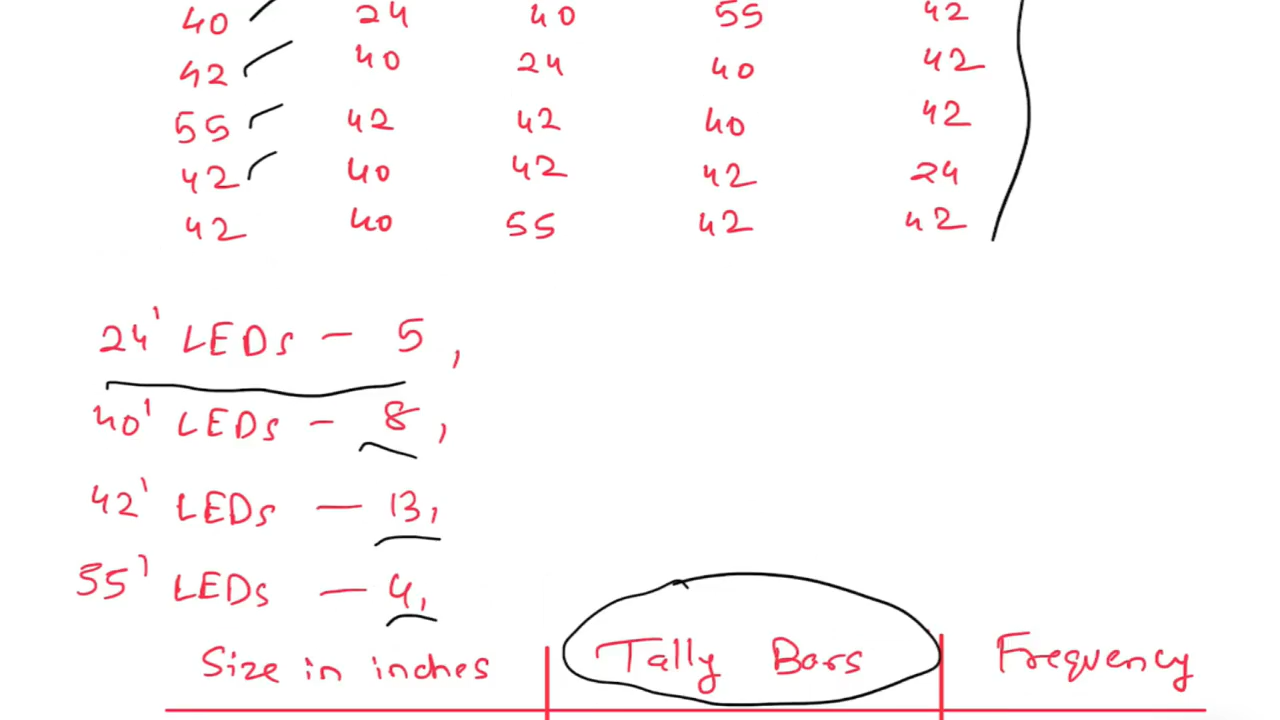 40 24 40 55 42
42 40 24 40 42
55 42 42 40 42
42 40 42 42 24
42 40 55 42 42
24' LEDs - 5,
40' LEDs - 8,
42' LEDs - 13,
55' LEDs - 4,
Size in inches Tally Bars Frequency